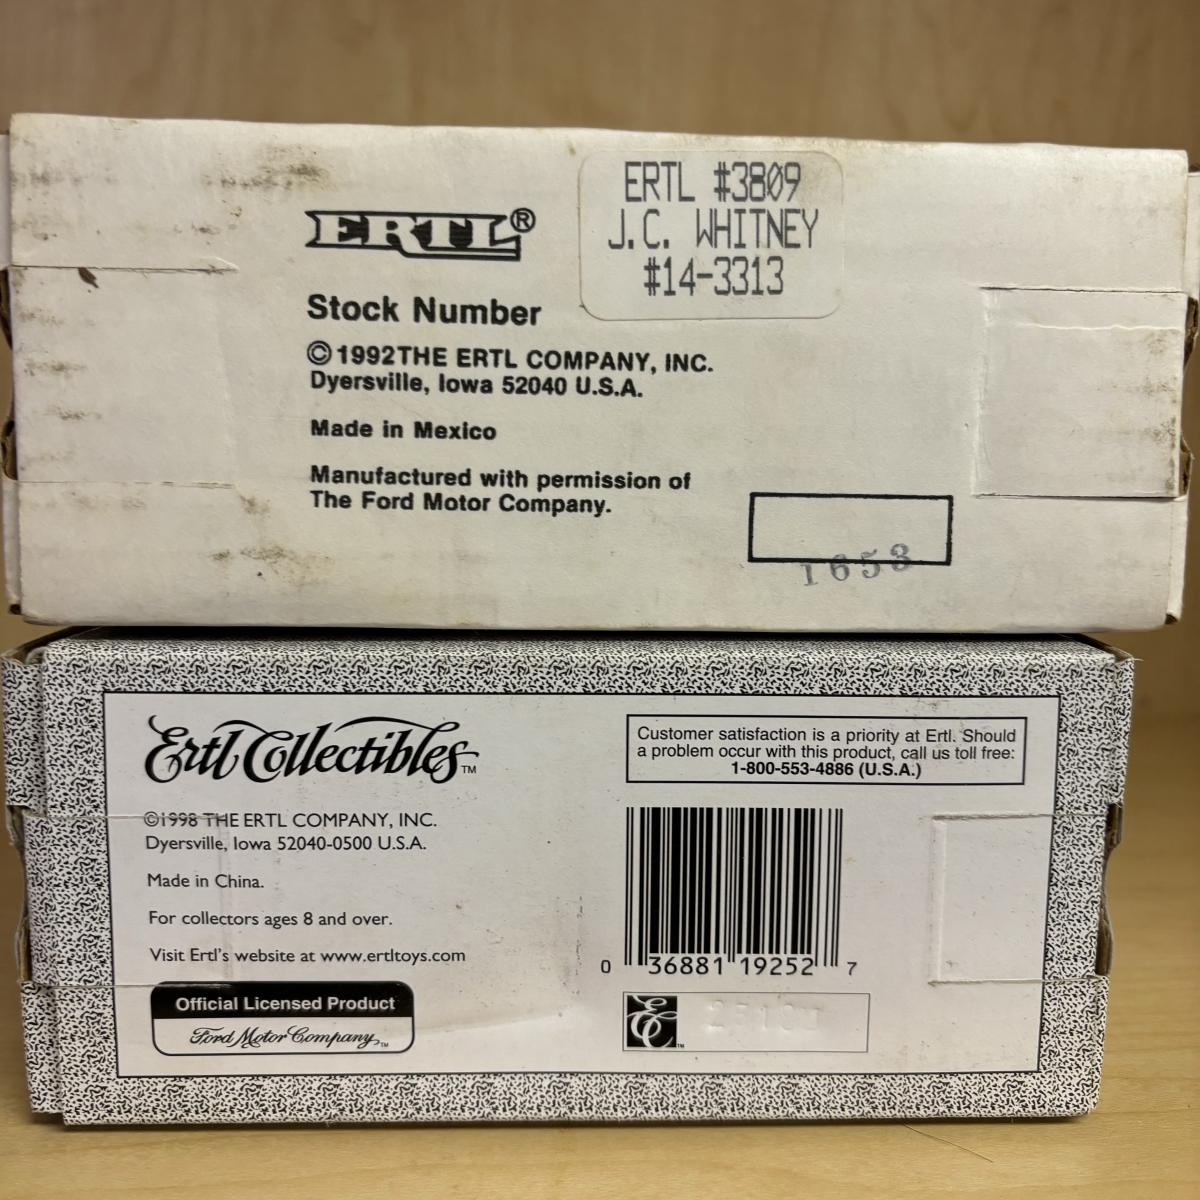 ERTL®
ERTL #3809
J.C. WHITNEY
#14-3313
Stock Number
©1992 THE ERTL COMPANY, INC.
Dyersville, Iowa 52040 U.S.A.
Made in Mexico
Manufactured with permission of
The Ford Motor Company.
1653
Ertl Collectibles™
©1998 THE ERTL COMPANY, INC.
Dyersville, Iowa 52040-0500 U.S.A.
Made in China.
For collectors ages 8 and over.
Visit Ertl's website at www.ertltoys.com
Official Licensed Product
Ford Motor Company™
Customer satisfaction is a priority at Ertl. Should
a problem occur with this product, call us toll free:
1-800-553-4886 (U.S.A.)
0 36881 19252 7